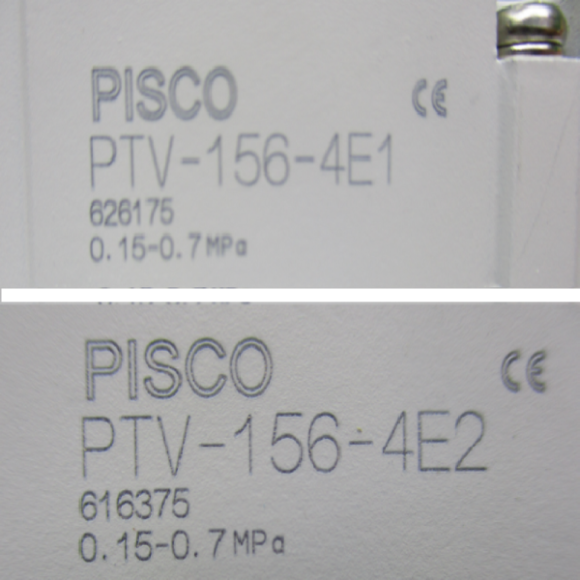 PISCO CE
PTV-156-4E1
626175
0.15-0.7MPa
PISCO CE
PTV-156-4E2
616375
0.15-0.7MPa